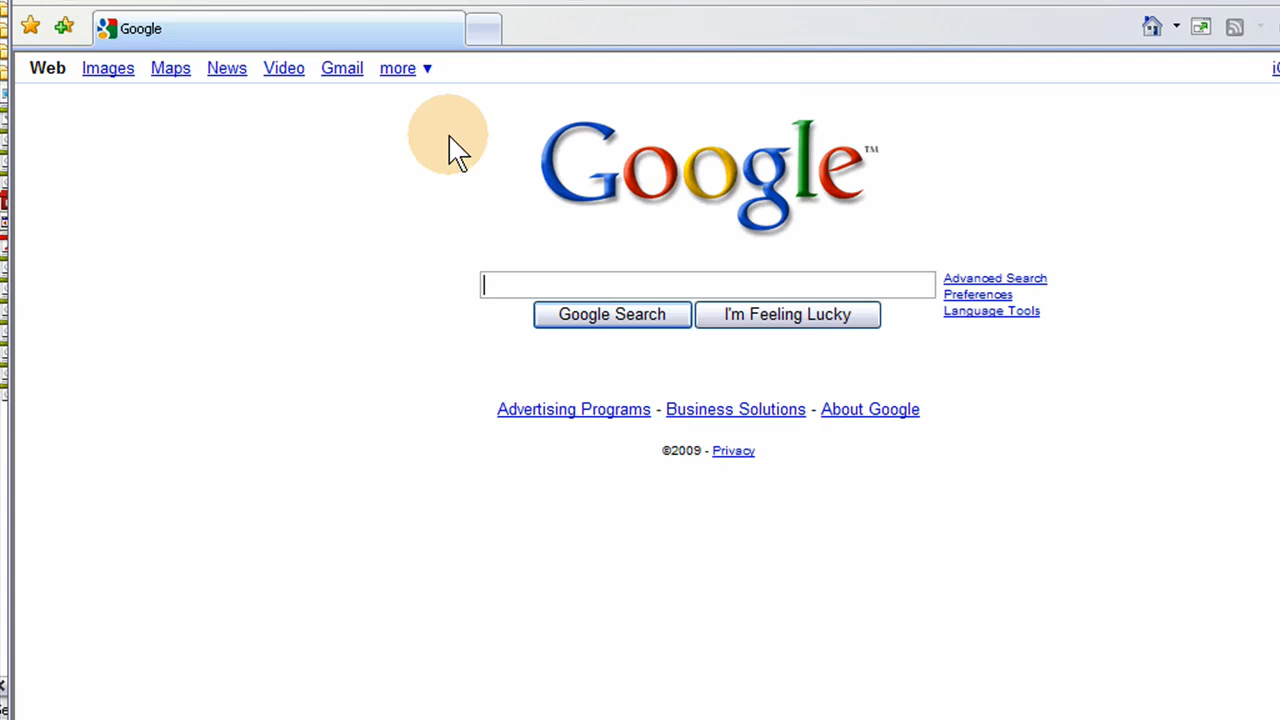 Google
Web Images Maps News Video Gmail more ▼
Google™
Advanced Search
Preferences
Language Tools
Google Search I'm Feeling Lucky
Advertising Programs - Business Solutions - About Google
©2009 - Privacy